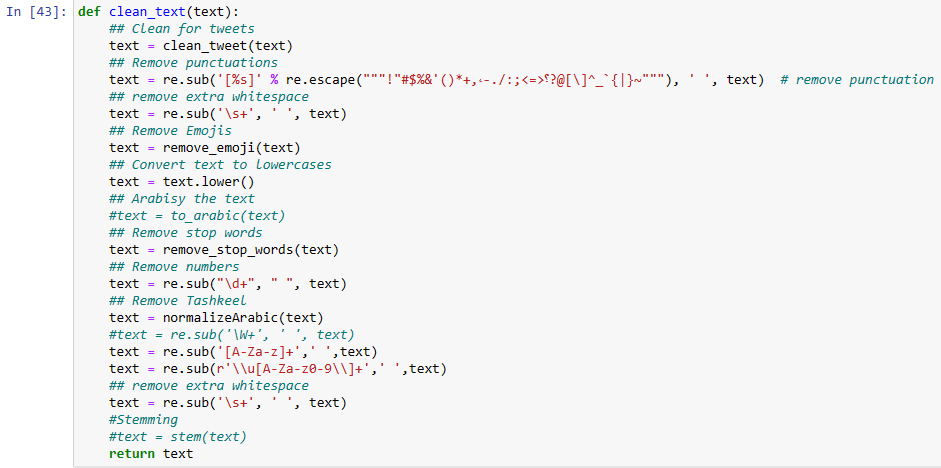 In [43]: def clean_text(text):
    ## Clean for tweets
    text = clean_tweet(text)
    ## Remove punctuations
    text = re.sub('[%s]' % re.escape("""!"#$%&'()*+,،-./:;<=>؟?@[\]^_`{|}~"""), ' ', text)  # remove punctuation
    ## remove extra whitespace
    text = re.sub('\s+', ' ', text)
    ## Remove Emojis
    text = remove_emoji(text)
    ## Convert text to lowercases
    text = text.lower()
    ## Arabisy the text
    #text = to_arabic(text)
    ## Remove stop words
    text = remove_stop_words(text)
    ## Remove numbers
    text = re.sub("\d+", " ", text)
    ## Remove Tashkeel
    text = normalizeArabic(text)
    #text = re.sub('\W+', ' ', text)
    text = re.sub('[A-Za-z]+',' ',text)
    text = re.sub(r'\\u[A-Za-z0-9\\]+',' ',text)
    ## remove extra whitespace
    text = re.sub('\s+', ' ', text)
    #Stemming
    #text = stem(text)
    return text